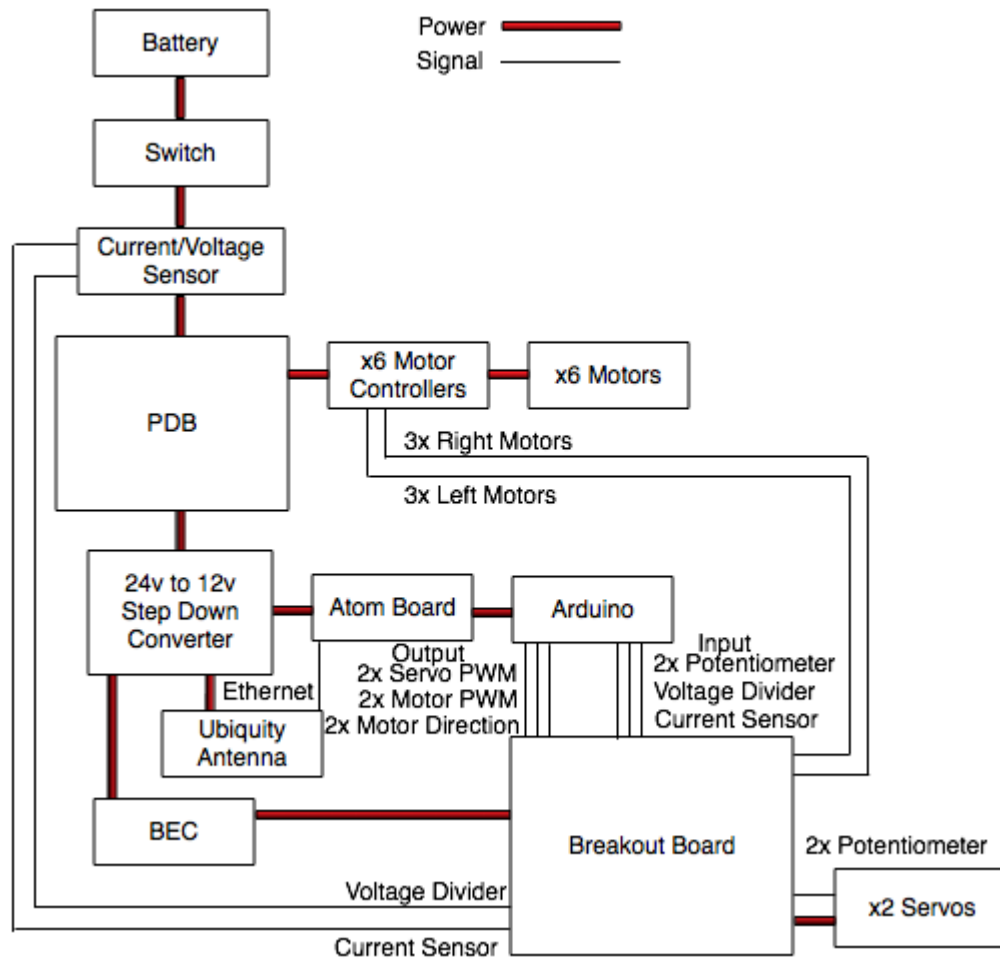 Battery
Power
Signal
Switch
Current/Voltage
Sensor
PDB
x6 Motor
Controllers
x6 Motors
3x Right Motors
3x Left Motors
24v to 12v
Step Down
Converter
Atom Board
Arduino
Output
2x Servo PWM
2x Motor PWM
2x Motor Direction
Input
2x Potentiometer
Voltage Divider
Current Sensor
Ethernet
Ubiquity
Antenna
BEC
Breakout Board
2x Potentiometer
x2 Servos
Voltage Divider
Current Sensor